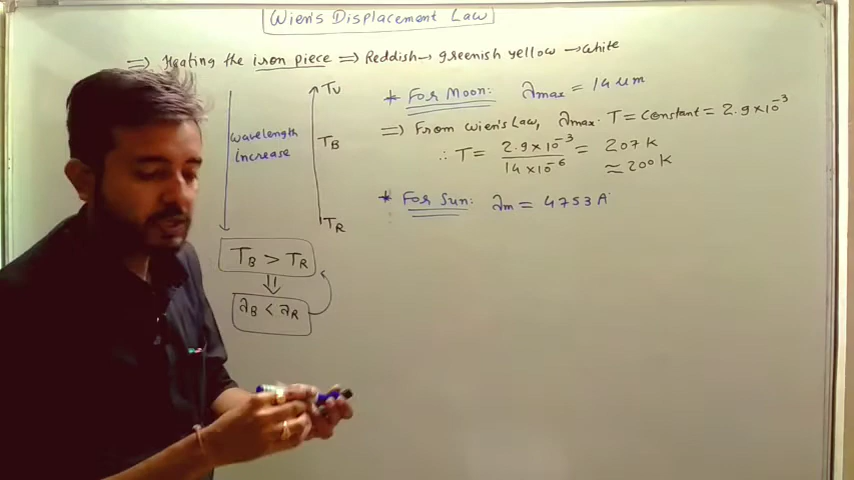 Wien's Displacement Law
⇒ Heating the iron piece ⇒ Reddish → greenish yellow → white
wavelength increase
TV
TB
TR
TB > TR
⇓
λB < λR
* For Moon: λmax = 14 μm
⇒ From Wien's Law, λmax. T = constant = 2.9 × 10⁻³
∴ T = 2.9 × 10⁻³ / 14 × 10⁻⁶ = 207 K
≈ 200 K
* For Sun: λm = 4753 A°